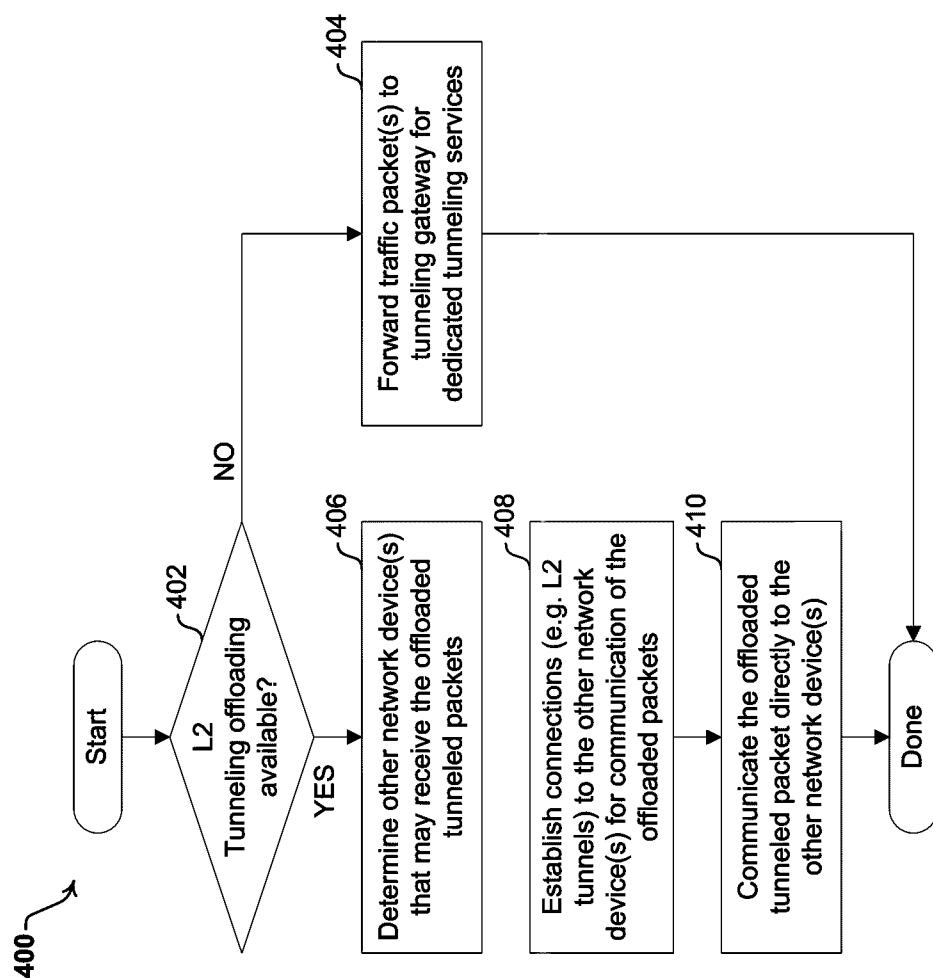 400
Start
402
L2
Tunneling offloading
available?
NO
YES
404
Forward traffic packet(s) to
tunneling gateway for
dedicated tunneling services
406
Determine other network device(s)
that may receive the offloaded
tunneled packets
408
Establish connections (e.g. L2
tunnels) to the other network
device(s) for communication of the
offloaded packets
410
Communicate the offloaded
tunneled packet directly to the
other network device(s)
Done